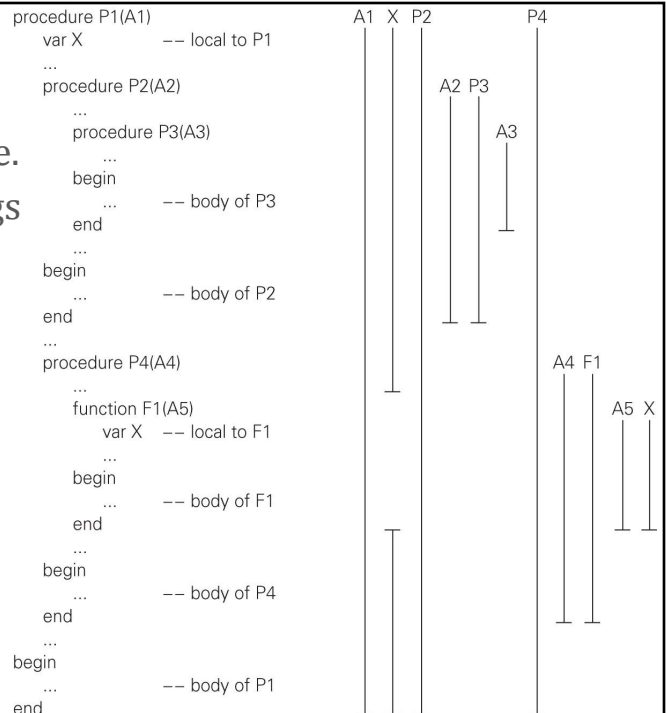 procedure P1(A1) A1 X P2 P4
var X −− local to P1
...
procedure P2(A2) A2 P3
...
procedure P3(A3) A3
e.
...
begin
gs
... −− body of P3
end
...
begin
... −− body of P2
end
...
procedure P4(A4) A4 F1
...
function F1(A5) A5 X
var X −− local to F1
...
begin
... −− body of F1
end
...
begin
... −− body of P4
end
...
begin
... −− body of P1
end